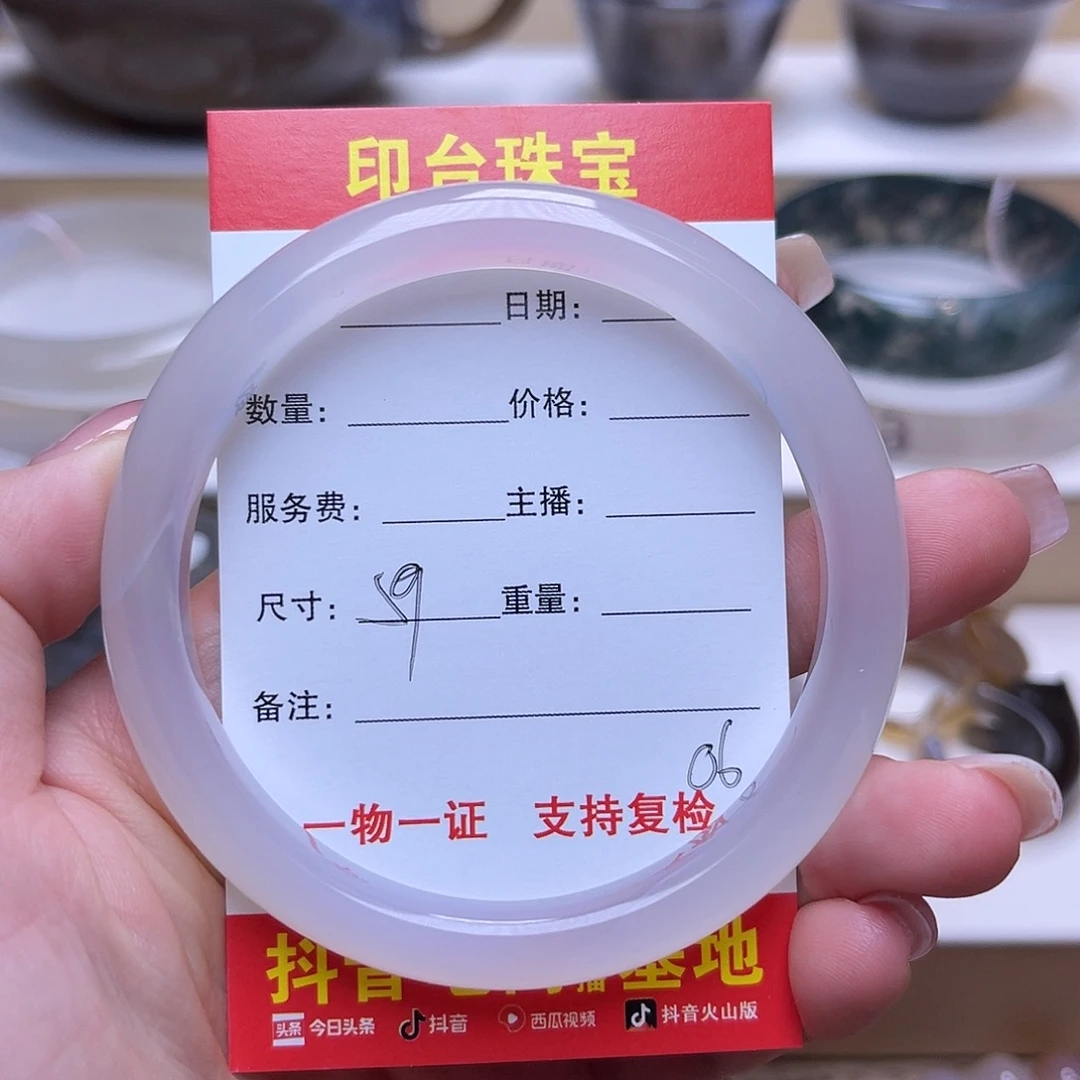 印台珠宝
日期：
数量： 价格：
服务费： 主播：
尺寸：59 重量：
备注：
06
一物一证 支持复检
抖音 播基地
头条 今日头条 抖音 西瓜视频 抖音火山版